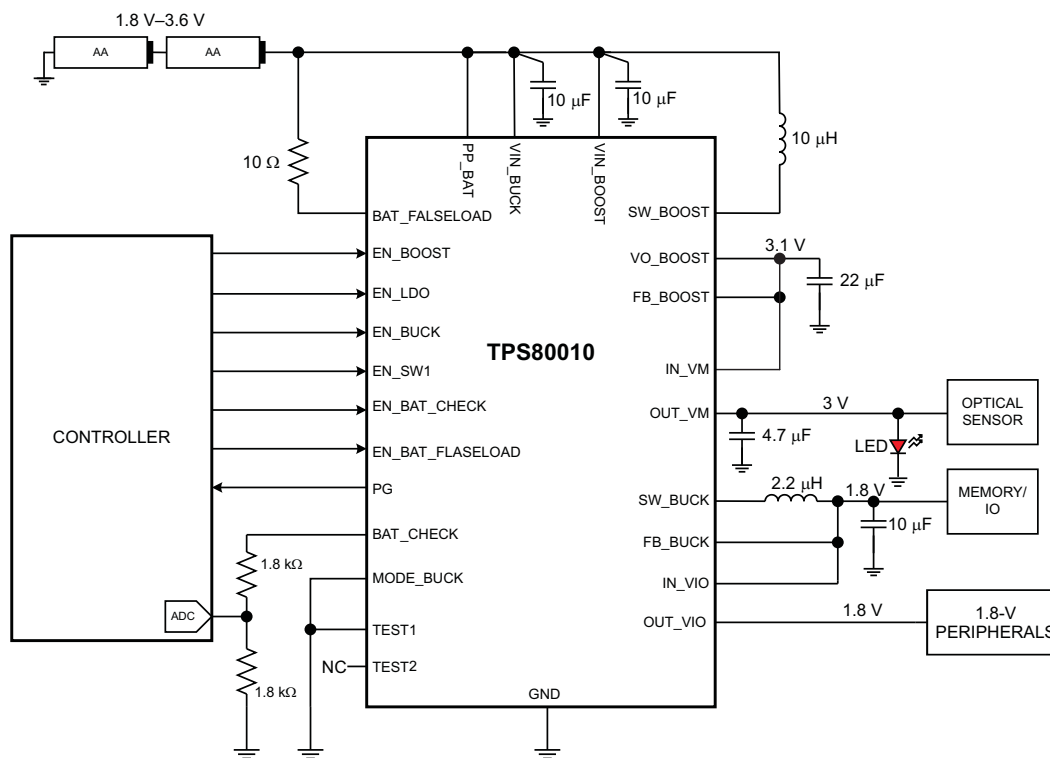 1.8 V–3.6 V
AA
AA
10 μF
10 μF
10 μH
10 Ω
PP_BAT
VIN_BUCK
VIN_BOOST
BAT_FALSELOAD
SW_BOOST
EN_BOOST
VO_BOOST
3.1 V
22 μF
EN_LDO
FB_BOOST
EN_BUCK
TPS80010
EN_SW1
IN_VM
EN_BAT_CHECK
OUT_VM
3 V
OPTICAL
SENSOR
4.7 μF
LED
CONTROLLER
EN_BAT_FLASELOAD
PG
SW_BUCK
2.2 μH
1.8 V
MEMORY/
IO
10 μF
BAT_CHECK
FB_BUCK
1.8 kΩ
MODE_BUCK
IN_VIO
ADC
TEST1
OUT_VIO
1.8 V
1.8-V
PERIPHERALS
NC
TEST2
1.8 kΩ
GND